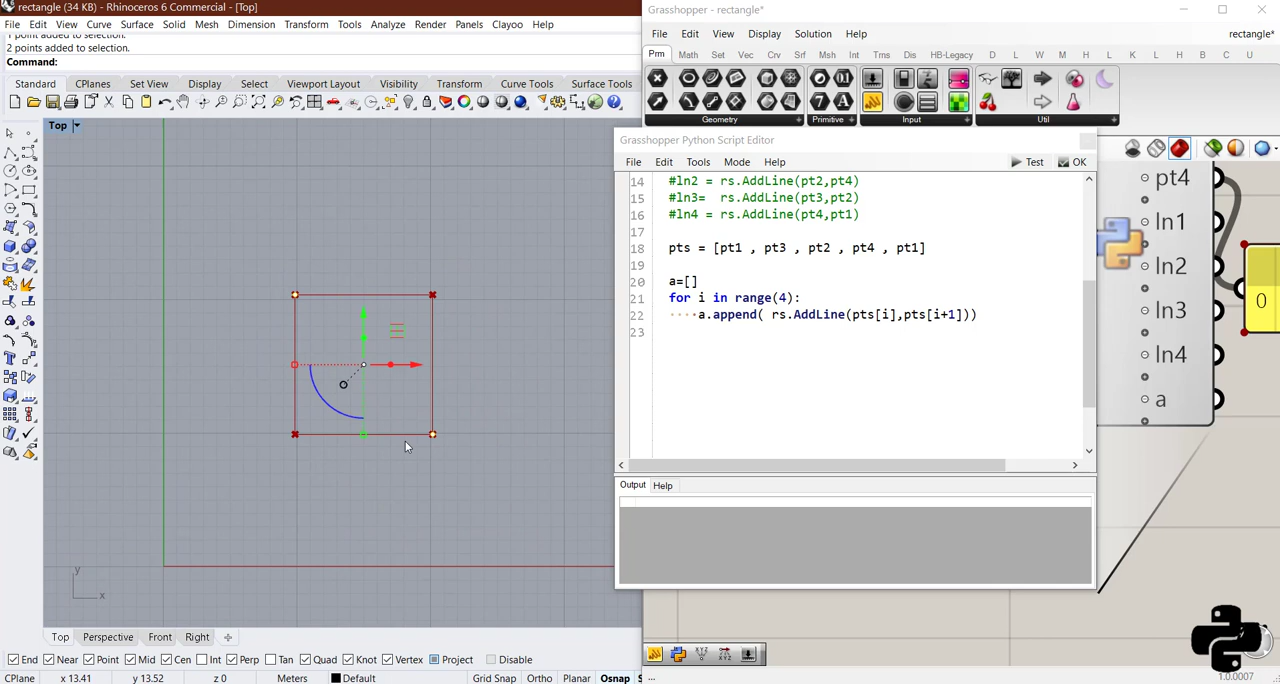 rectangle (34 KB) - Rhinoceros 6 Commercial - [Top]
File Edit View Curve Surface Solid Mesh Dimension Transform Tools Analyze Render Panels Clayoo Help
1 point added to selection.
2 points added to selection.
Command:
Standard CPlanes Set View Display Select Viewport Layout Visibility Transform Curve Tools Surface Tools
Top
y
x
Top Perspective Front Right
End Near Point Mid Cen Int Perp Tan Quad Knot Vertex Project Disable
CPlane x 13.41 y 13.52 z 0 Meters Default Grid Snap Ortho Planar Osnap
Grasshopper - rectangle*
File Edit View Display Solution Help rectangle*
Prm Math Set Vec Crv Srf Msh Int Trns Dis HB-Legacy D L W M H L K L H B C U
Geometry Primitive Input Util
Grasshopper Python Script Editor
File Edit Tools Mode Help Test OK
14 #ln2 = rs.AddLine(pt2,pt4)
15 #ln3= rs.AddLine(pt3,pt2)
16 #ln4 = rs.AddLine(pt4,pt1)
17
18 pts = [pt1 , pt3 , pt2 , pt4 , pt1]
19
20 a=[]
21 for i in range(4):
22 ····a.append( rs.AddLine(pts[i],pts[i+1]))
23
Output Help
pt4
ln1
ln2
ln3
ln4
a
0
...
1.0.0007